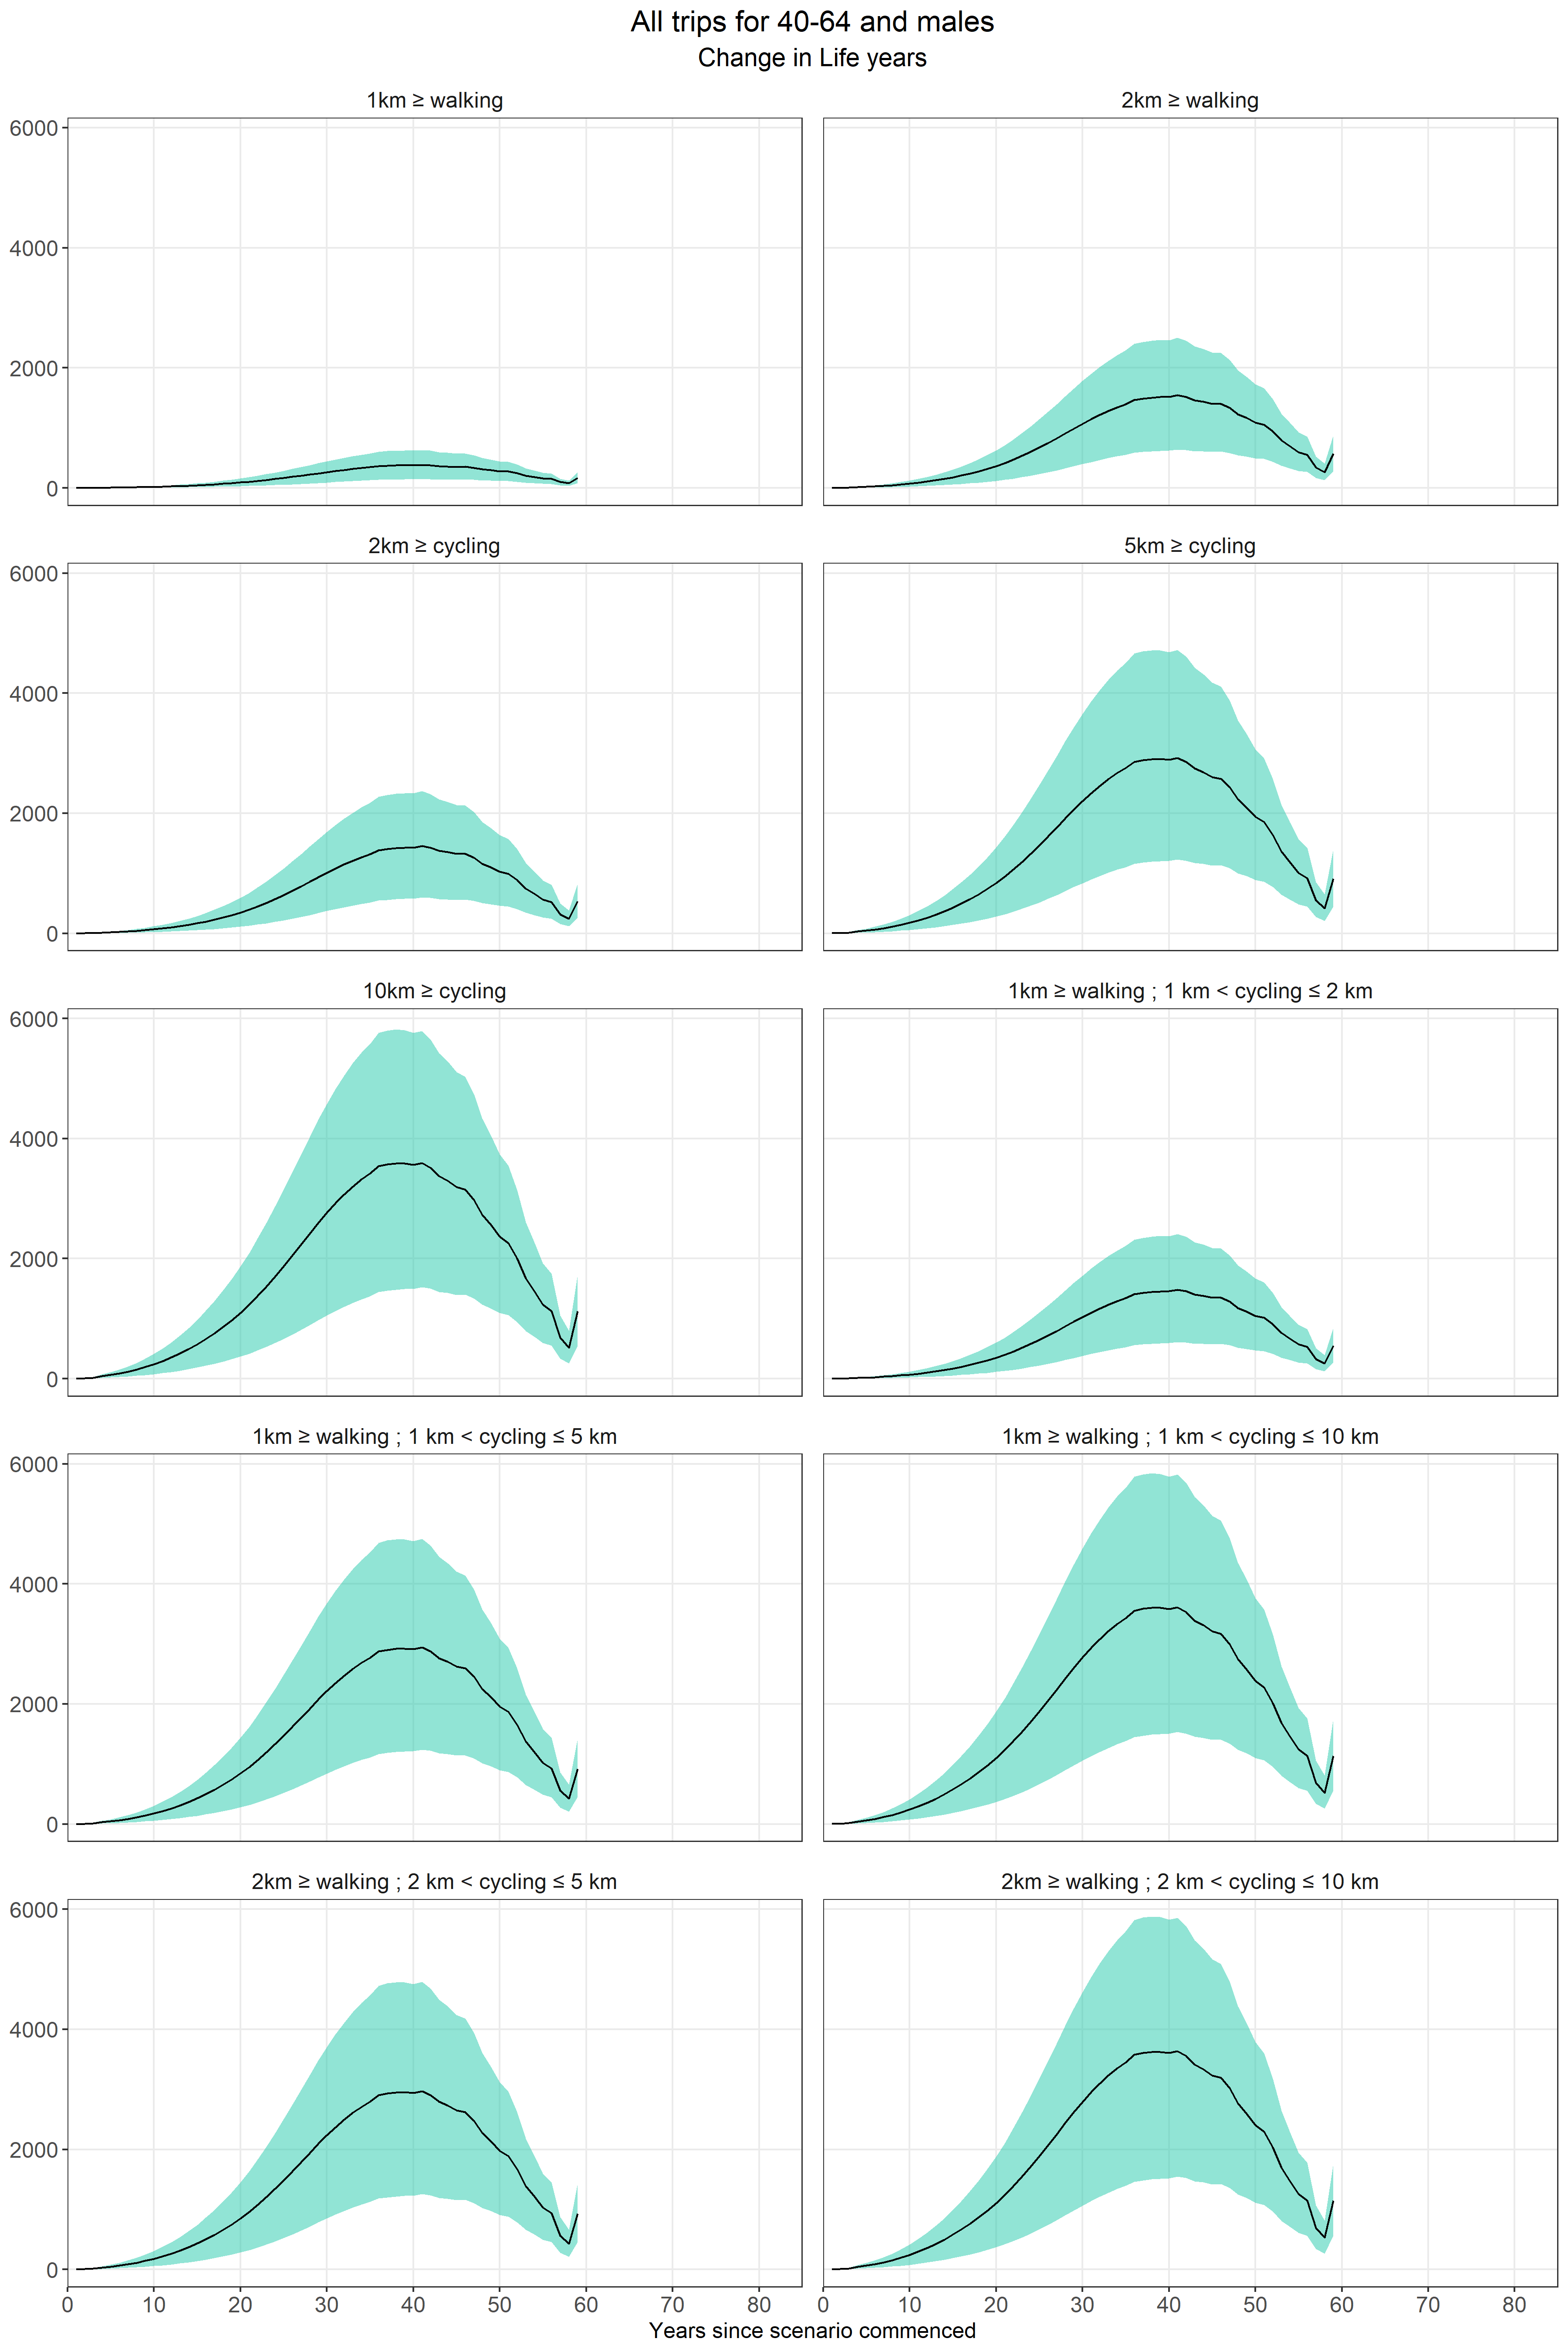 All trips for 40-64 and males
Change in Life years
1km ≥ walking
2km ≥ walking
6000
4000
2000
0
2km ≥ cycling
5km ≥ cycling
6000
4000
2000
0
10km ≥ cycling
1km ≥ walking ; 1 km < cycling ≤ 2 km
6000
4000
2000
0
1km ≥ walking ; 1 km < cycling ≤ 5 km
1km ≥ walking ; 1 km < cycling ≤ 10 km
6000
4000
2000
0
2km ≥ walking ; 2 km < cycling ≤ 5 km
2km ≥ walking ; 2 km < cycling ≤ 10 km
6000
4000
2000
0
0 10 20 30 40 50 60 70 80
0 10 20 30 40 50 60 70 80
Years since scenario commenced